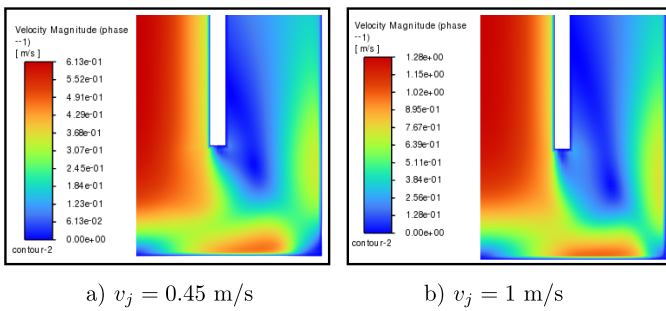 Velocity Magnitude (phase
--1)
[ m/s ]
6.13e-01
5.52e-01
4.91e-01
4.29e-01
3.68e-01
3.07e-01
2.45e-01
1.84e-01
1.23e-01
6.13e-02
0.00e+00
contour-2
Velocity Magnitude (phase
--1)
[ m/s ]
1.28e+00
1.15e+00
1.02e+00
8.95e-01
7.67e-01
6.39e-01
5.11e-01
3.84e-01
2.56e-01
1.28e-01
0.00e+00
contour-2
a) v_j = 0.45 m/s
b) v_j = 1 m/s